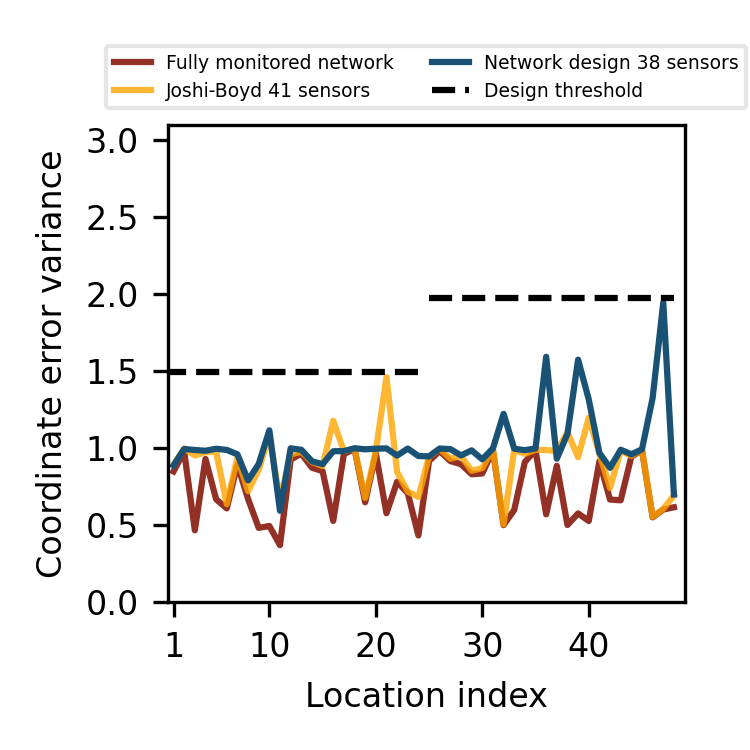 Fully monitored network
Network design 38 sensors
Joshi-Boyd 41 sensors
Design threshold
Coordinate error variance
3.0
2.5
2.0
1.5
1.0
0.5
0.0
1 10 20 30 40
Location index